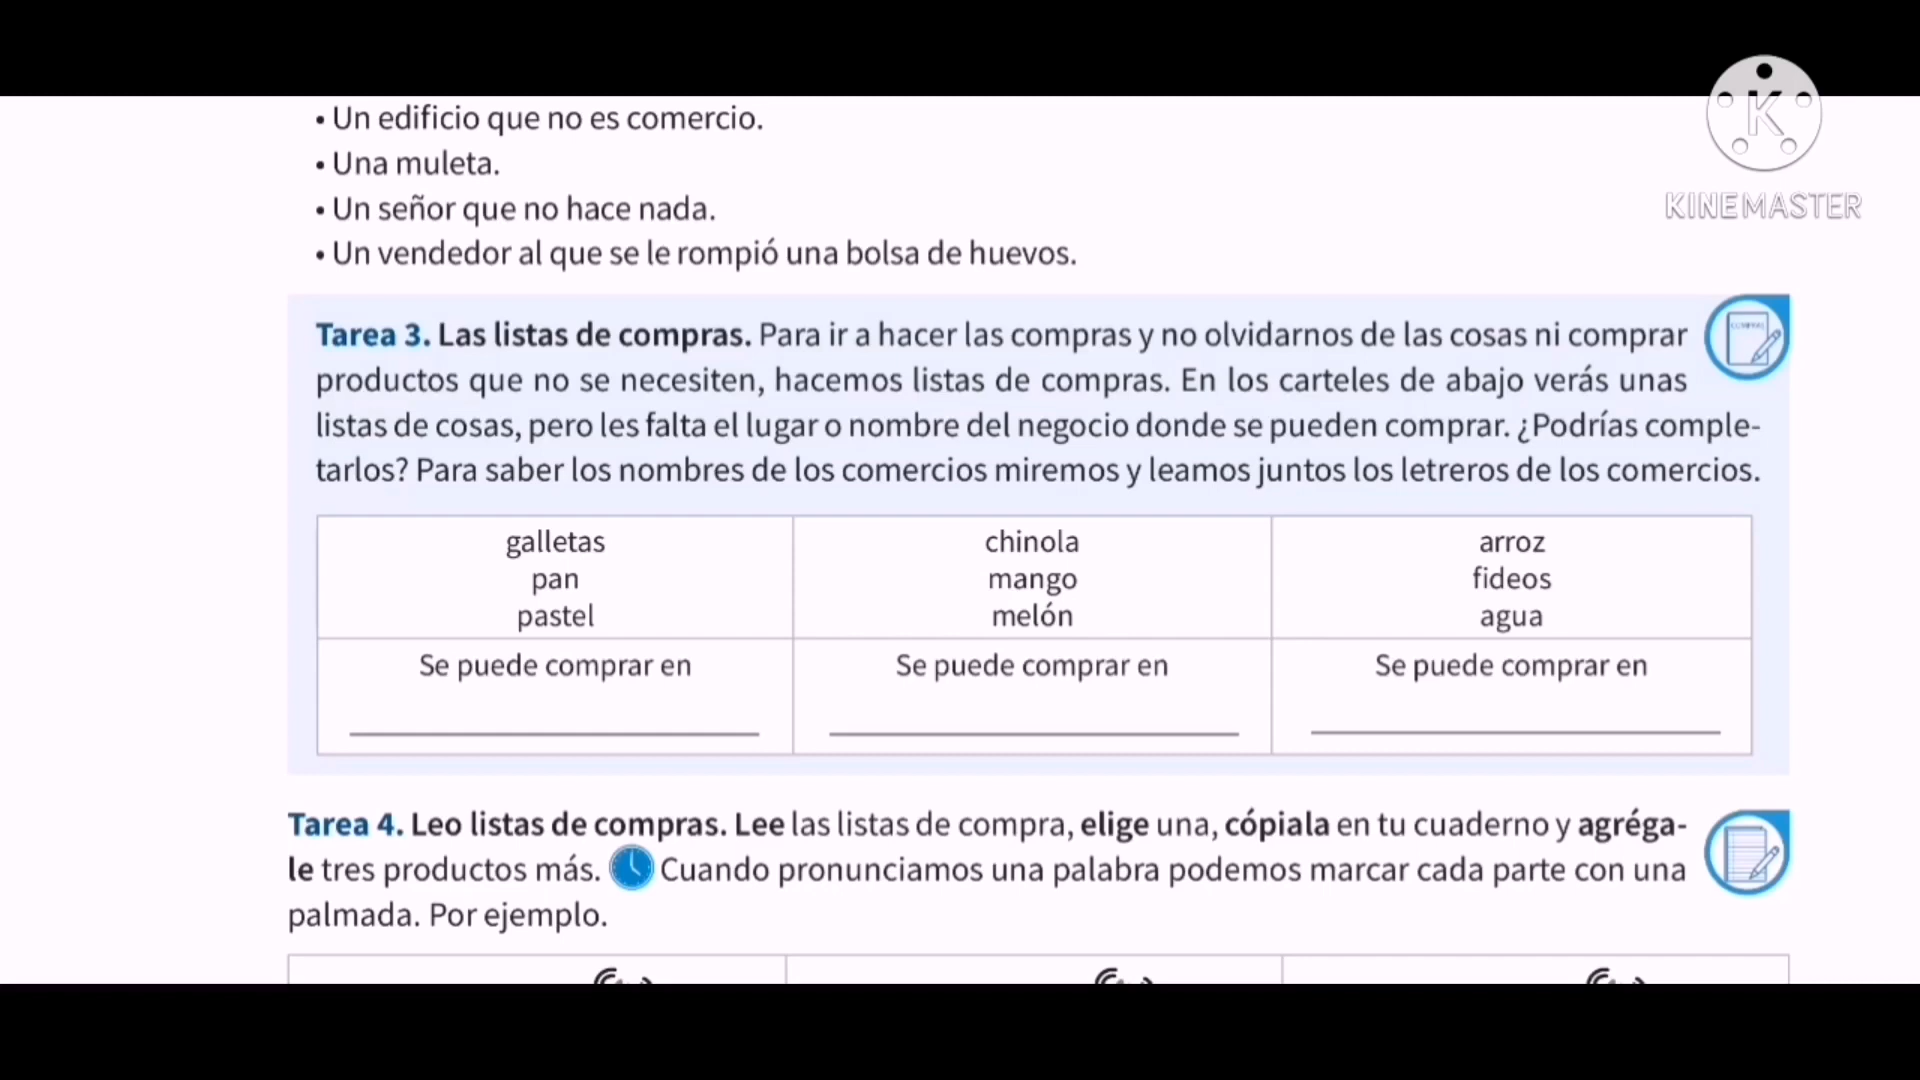 • Un edificio que no es comercio.
• Una muleta.
• Un señor que no hace nada.
• Un vendedor al que se le rompió una bolsa de huevos.
KINEMASTER
Tarea 3. Las listas de compras. Para ir a hacer las compras y no olvidarnos de las cosas ni comprar
productos que no se necesiten, hacemos listas de compras. En los carteles de abajo verás unas
listas de cosas, pero les falta el lugar o nombre del negocio donde se pueden comprar. ¿Podrías comple-
tarlos? Para saber los nombres de los comercios miremos y leamos juntos los letreros de los comercios.
galletas
pan
pastel
Se puede comprar en
chinola
mango
melón
Se puede comprar en
arroz
fideos
agua
Se puede comprar en
Tarea 4. Leo listas de compras. Lee las listas de compra, elige una, cópiala en tu cuaderno y agréga-
le tres productos más. Cuando pronunciamos una palabra podemos marcar cada parte con una
palmada. Por ejemplo.